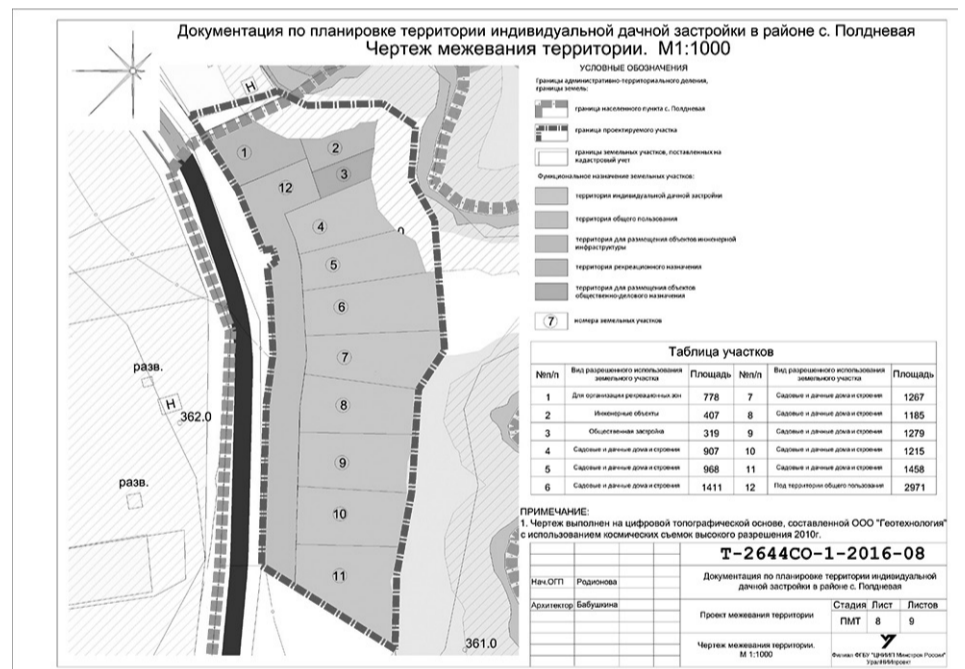 Документация по планировке территории индивидуальной дачной застройки в районе с. Полдневая
Чертеж межевания территории. М1:1000
УСЛОВНЫЕ ОБОЗНАЧЕНИЯ
Границы административно-территориального деления,
границы земель:
граница населенного пункта с. Полдневая
граница проектируемого участка
границы земельных участков, поставленных на
кадастровый учет
Функциональное назначение земельных участков:
территория индивидуальной дачной застройки
территория общего пользования
территория для размещения объектов инженерной
инфраструктуры
территория рекреационного назначения
территория для размещения объектов
общественно-делового назначения
7 номера земельных участков
Н
1
2
3
12
4
5
6
7
8
9
10
11
разв.
Н
362.0
разв.
361.0
Таблица участков
№п/п Вид разрешенного использования земельного участка Площадь №п/п Вид разрешенного использования земельного участка Площадь
1 Для организации рекреационных зон 778 7 Садовые и дачные дома и строения 1267
2 Инженерные объекты 407 8 Садовые и дачные дома и строения 1185
3 Общественная застройка 319 9 Садовые и дачные дома и строения 1279
4 Садовые и дачные дома и строения 907 10 Садовые и дачные дома и строения 1215
5 Садовые и дачные дома и строения 968 11 Садовые и дачные дома и строения 1458
6 Садовые и дачные дома и строения 1411 12 Под территории общего пользования 2971
ПРИМЕЧАНИЕ:
1. Чертеж выполнен на цифровой топографической основе, составленной ООО "Геотехнология"
с использованием космических съемок высокого разрешения 2010г.
Т-2644СО-1-2016-08
Нач.ОГП Родионова
Документация по планировке территории индивидуальной
дачной застройки в районе с. Полдневая
Архитектор Бабушкина
Проект межевания территории
Стадия Лист Листов
ПМТ 8 9
Чертеж межевания территории.
М 1:1000
Филиал ФГБУ "ЦНИИП Минстроя России"
УралНИИпроект